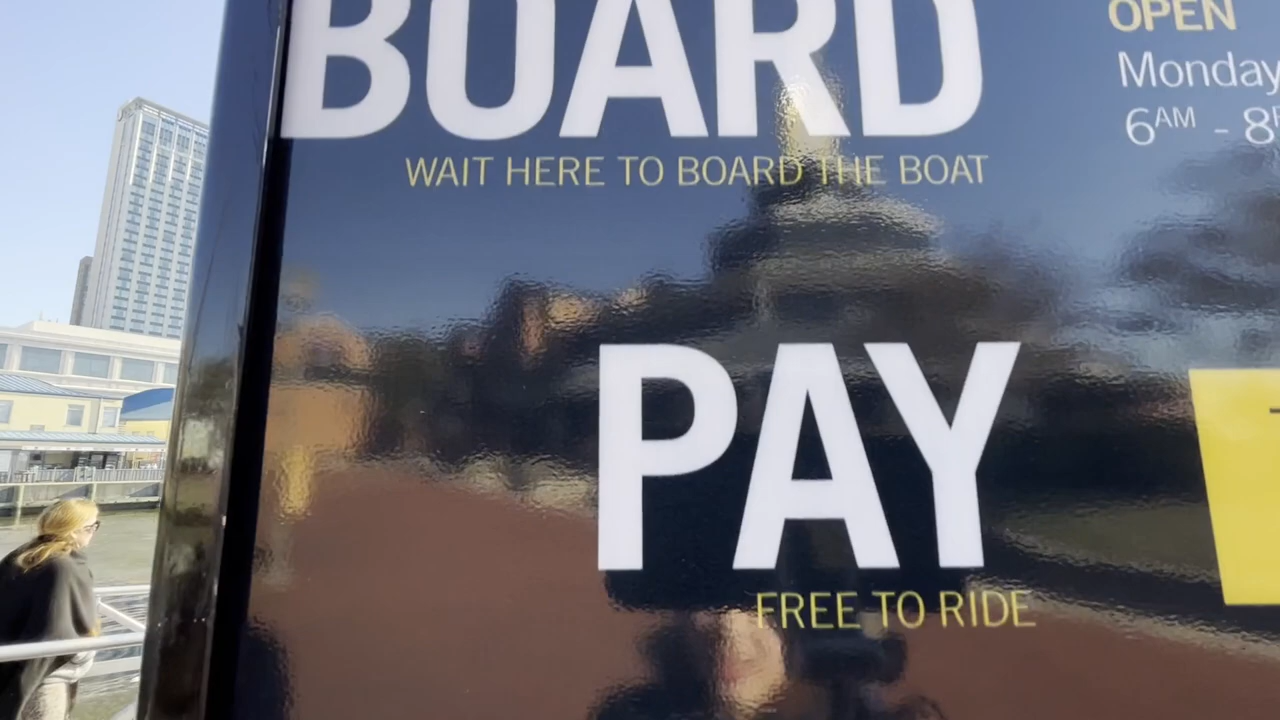 BOARD
WAIT HERE TO BOARD THE BOAT
PAY
FREE TO RIDE
OPEN
Monday
6AM - 8